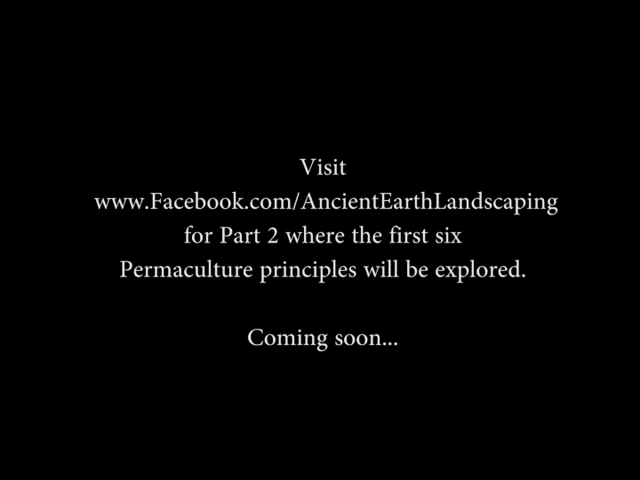 Visit
www.Facebook.com/AncientEarthLandscaping
for Part 2 where the first six
Permaculture principles will be explored.
Coming soon...